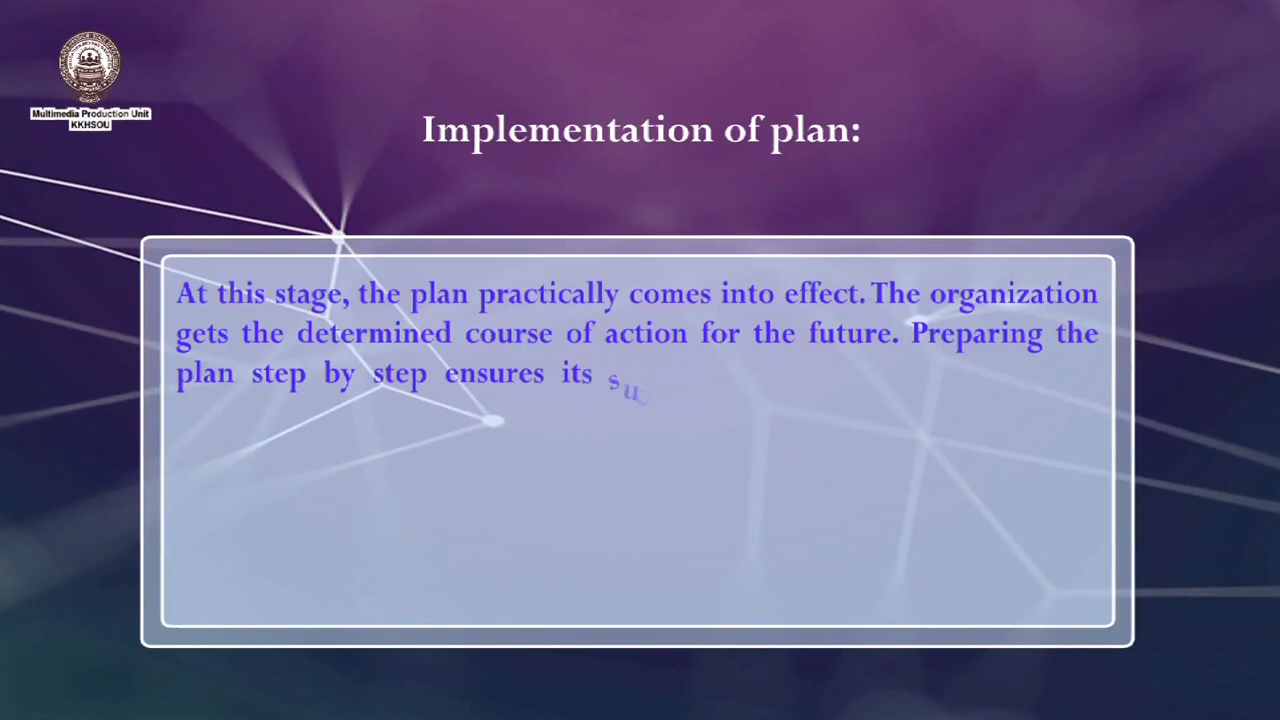 Multimedia Production Unit
KKHSOU
Implementation of plan:
At this stage, the plan practically comes into effect. The organization
gets the determined course of action for the future. Preparing the
plan step by step ensures its